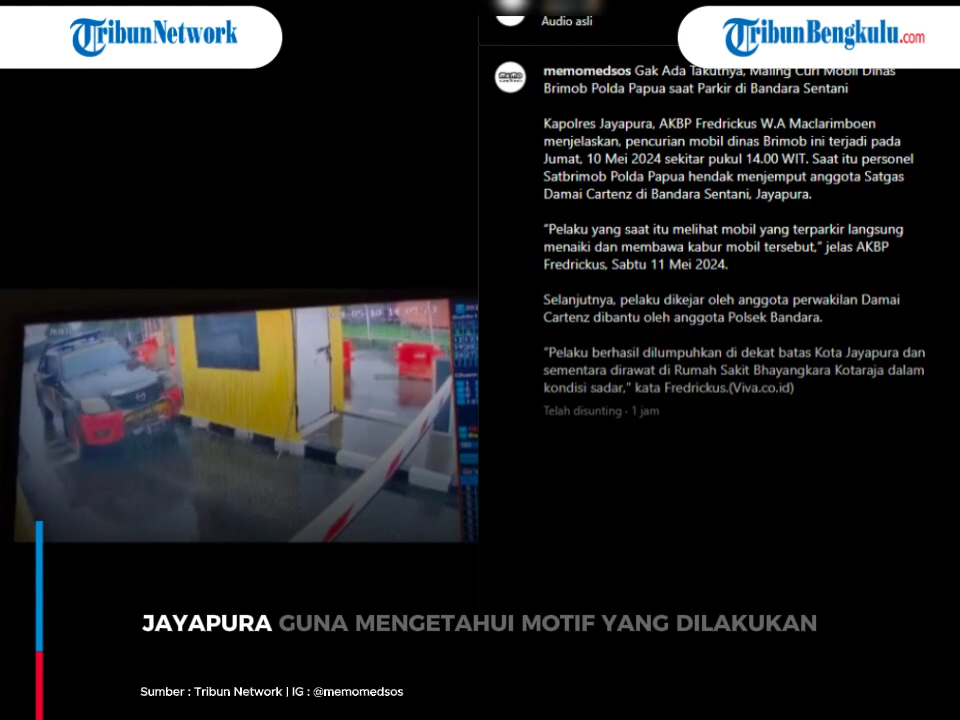 TribunNetwork
TribunBengkulu.com
Audio asli
memomedsos Gak Ada Takutnya, Maling Curi Mobil Dinas
Brimob Polda Papua saat Parkir di Bandara Sentani
Kapolres Jayapura, AKBP Fredrickus W.A Maclarimboen
menjelaskan, pencurian mobil dinas Brimob ini terjadi pada
Jumat, 10 Mei 2024 sekitar pukul 14.00 WIT. Saat itu personel
Satbrimob Polda Papua hendak menjemput anggota Satgas
Damai Cartenz di Bandara Sentani, Jayapura.
“Pelaku yang saat itu melihat mobil yang terparkir langsung
menaiki dan membawa kabur mobil tersebut,” jelas AKBP
Fredrickus, Sabtu 11 Mei 2024.
Selanjutnya, pelaku dikejar oleh anggota perwakilan Damai
Cartenz dibantu oleh anggota Polsek Bandara.
“Pelaku berhasil dilumpuhkan di dekat batas Kota Jayapura dan
sementara dirawat di Rumah Sakit Bhayangkara Kotaraja dalam
kondisi sadar,” kata Fredrickus.(Viva.co.id)
Telah disunting · 1 jam
JAYAPURA GUNA MENGETAHUI MOTIF YANG DILAKUKAN
Sumber : Tribun Network | IG : @memomedsos